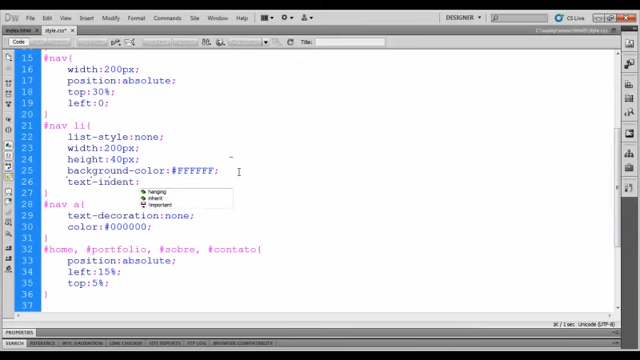 DW File Edit View Insert Modify Format Commands Site Window Help DESIGNER CS Live
index.html style.css*
Code Split Design Title:
15 #nav{
16 width:200px;
17 position:absolute;
18 top:30%;
19 left:0;
20 }
21 #nav li{
22 list-style:none;
23 width:200px;
24 height:40px;
25 background-color:#FFFFFF;
26 text-indent:
hanging
27 }
inherit
28 #nav a{
!important
29 text-decoration:none;
30 color:#000000;
31 }
32 #home, #portfolio, #sobre, #contato{
33 position:absolute;
34 left:15%;
35 top:5%;
36 }
37
1K / 1 sec Unicode (UTF-8)
PROPERTIES
SEARCH W3C VALIDATION LINK CHECKER SITE REPORTS FTP LOG BROWSER COMPATIBILITY